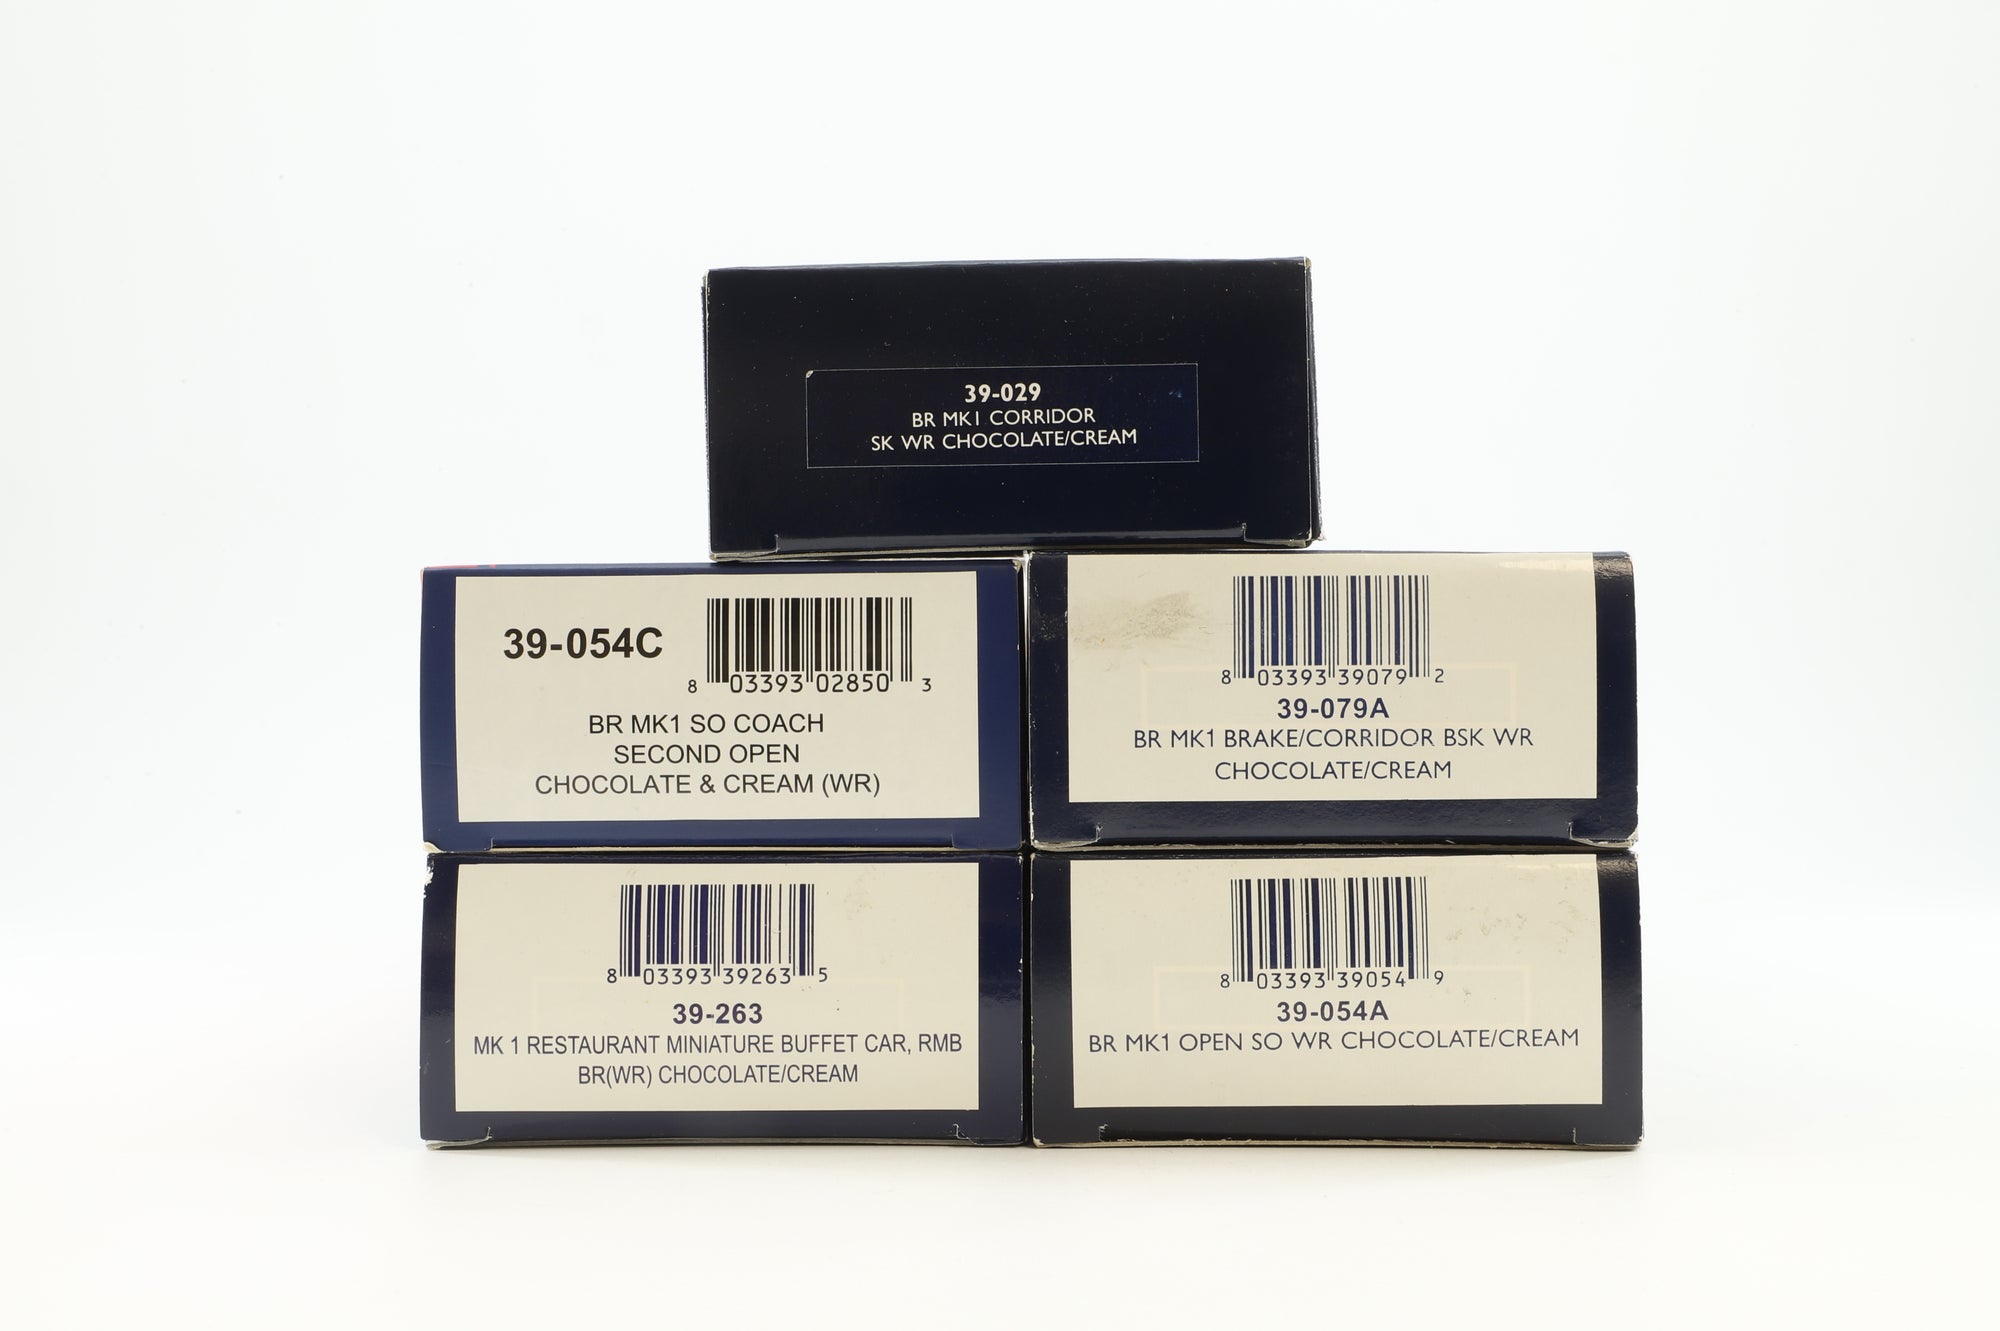 39-029
BR MK1 CORRIDOR
SK WR CHOCOLATE/CREAM
39-054C
8 03393 02850 3
BR MK1 SO COACH
SECOND OPEN
CHOCOLATE & CREAM (WR)
8 03393 39079 2
39-079A
BR MK1 BRAKE/CORRIDOR BSK WR
CHOCOLATE/CREAM
8 03393 39263 5
39-263
MK 1 RESTAURANT MINIATURE BUFFET CAR, RMB
BR(WR) CHOCOLATE/CREAM
8 03393 39054 9
39-054A
BR MK1 OPEN SO WR CHOCOLATE/CREAM